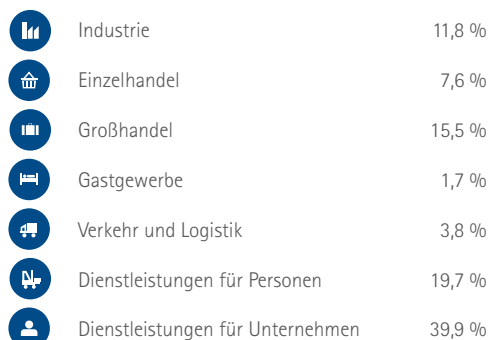 Industrie 11,8 %
Einzelhandel 7,6 %
Großhandel 15,5 %
Gastgewerbe 1,7 %
Verkehr und Logistik 3,8 %
Dienstleistungen für Personen 19,7 %
Dienstleistungen für Unternehmen 39,9 %